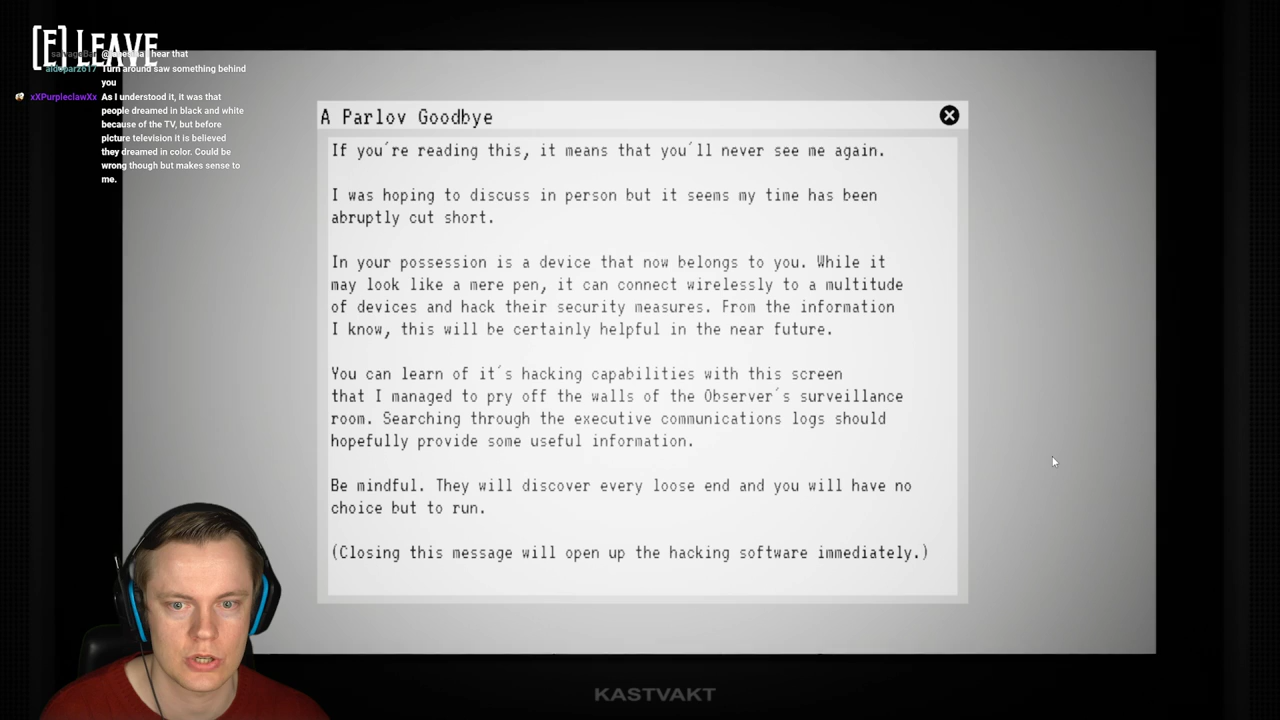 [E] LEAVE
hear that
aidoparz617 Turn around saw something behind
you
xXPurpleclawXx As I understood it, it was that
people dreamed in black and white
because of the TV, but before
picture television it is believed
they dreamed in color. Could be
wrong though but makes sense to
me.
A Parlov Goodbye
If you´re reading this, it means that you´ll never see me again.
I was hoping to discuss in person but it seems my time has been
abruptly cut short.
In your possession is a device that now belongs to you. While it
may look like a mere pen, it can connect wirelessly to a multitude
of devices and hack their security measures. From the information
I know, this will be certainly helpful in the near future.
You can learn of it´s hacking capabilities with this screen
that I managed to pry off the walls of the Observer´s surveillance
room. Searching through the executive communications logs should
hopefully provide some useful information.
Be mindful. They will discover every loose end and you will have no
choice but to run.
(Closing this message will open up the hacking software immediately.)
KASTVAKT